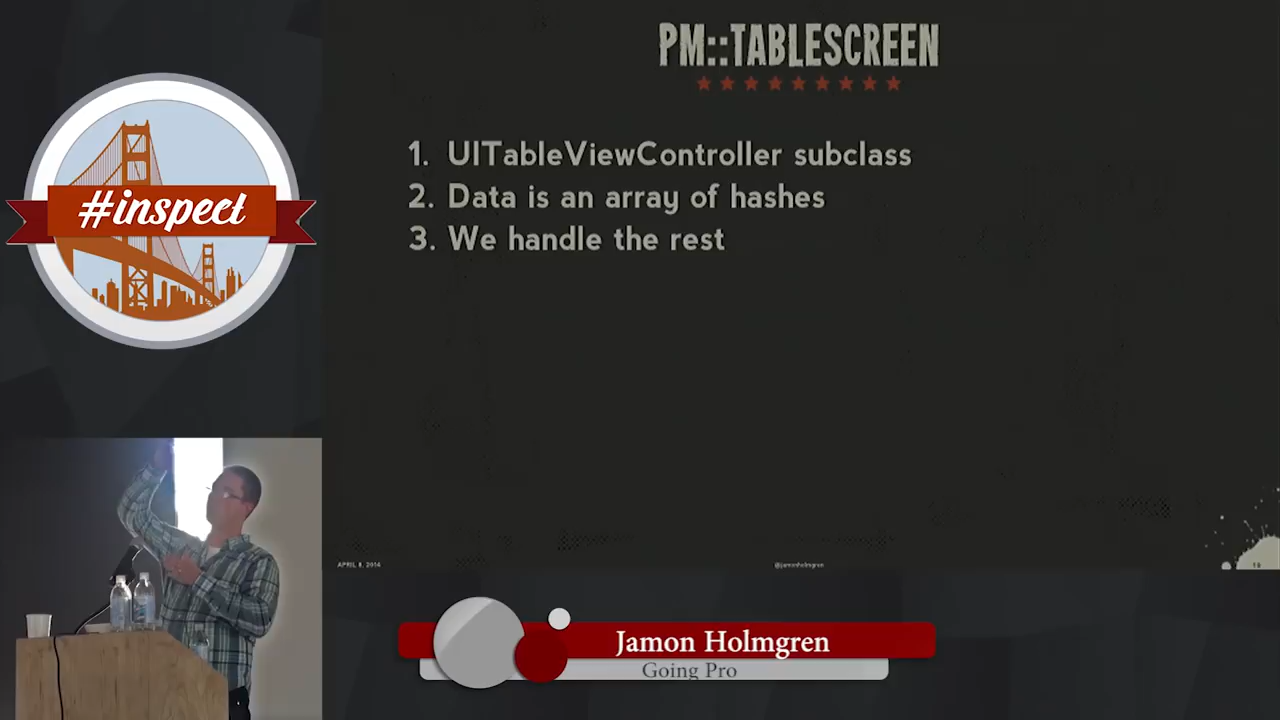 PM::TABLESCREEN
1. UITableViewController subclass
2. Data is an array of hashes
3. We handle the rest
#inspect
APRIL 8, 2014
@jamonholmgren
Jamon Holmgren
Going Pro